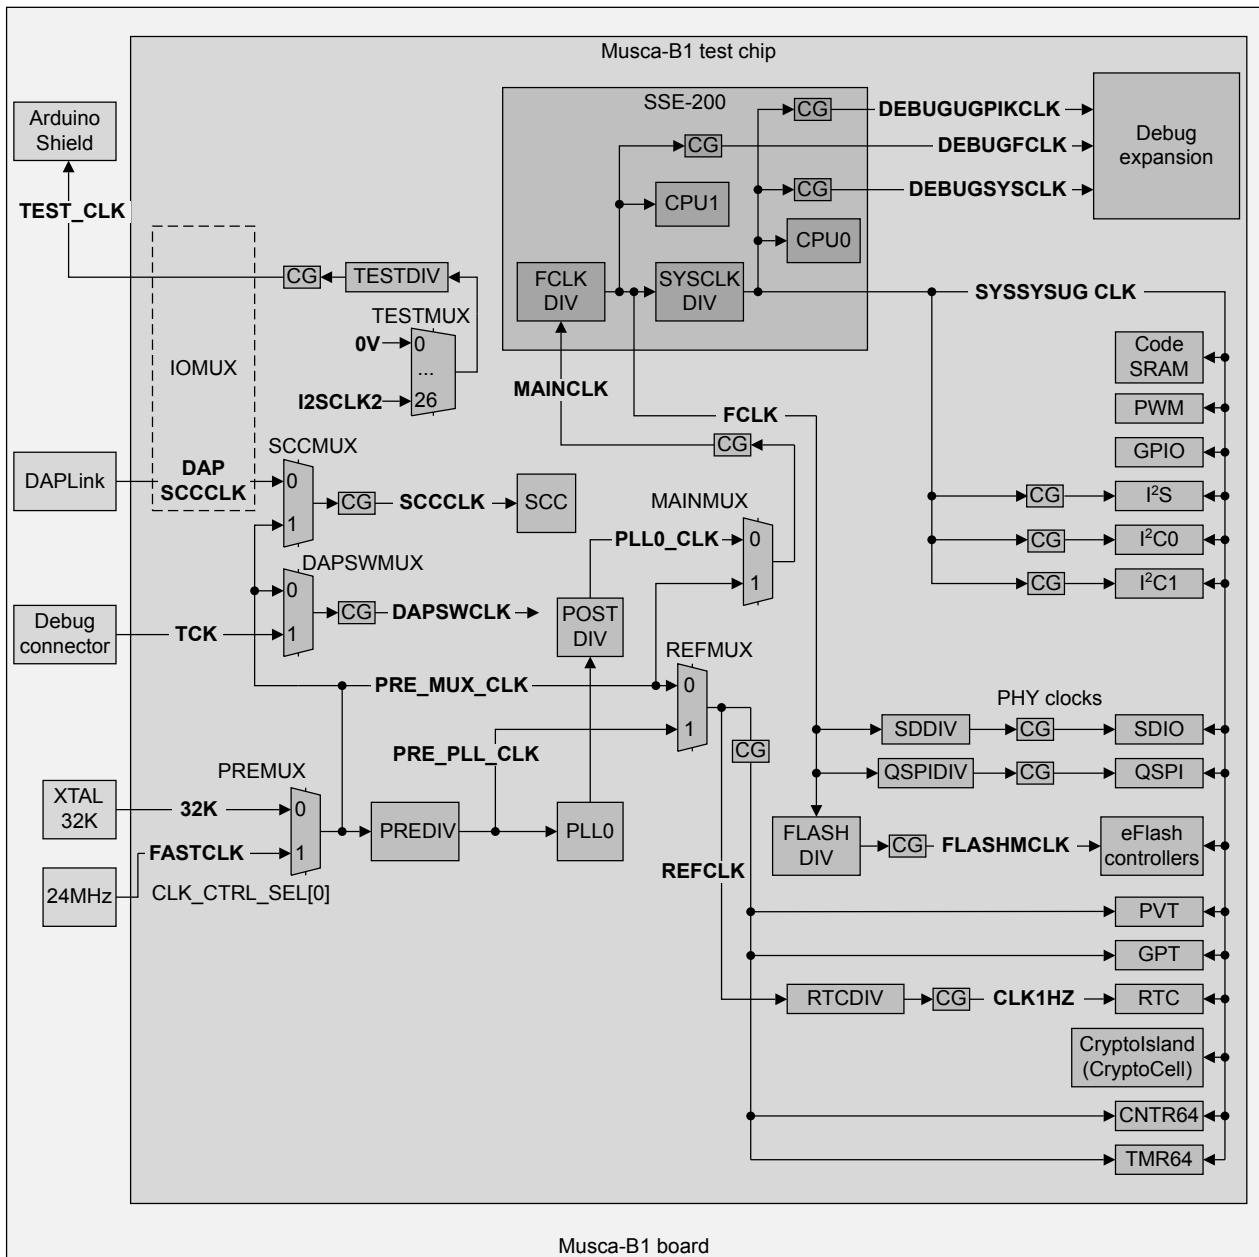 Musca-B1 test chip
SSE-200
CG
DEBUGUGPIKCLK
Arduino
Shield
Debug
expansion
CG
DEBUGFCLK
CG
DEBUGSYSCLK
CPU1
TEST_CLK
CPU0
CG
TESTDIV
FCLK
DIV
SYSCLK
DIV
SYSSYSUG CLK
TESTMUX
0V
0
...
I2SCLK2
26
IOMUX
MAINCLK
Code
SRAM
PWM
FCLK
CG
GPIO
SCCMUX
DAPLink
DAP
SCCCLK
0
1
CG
SCCCLK
SCC
MAINMUX
CG
I²S
PLL0_CLK
0
1
CG
I²C0
DAPSWMUX
CG
I²C1
0
1
CG
DAPSWCLK
POST
DIV
Debug
connector
TCK
REFMUX
PRE_MUX_CLK
0
1
PHY clocks
SDDIV
CG
SDIO
CG
PRE_PLL_CLK
PREMUX
QSPIDIV
CG
QSPI
XTAL
32K
32K
0
1
PREDIV
PLL0
FLASH
DIV
CG
FLASHMCLK
eFlash
controllers
FASTCLK
24MHz
CLK_CTRL_SEL[0]
REFCLK
PVT
GPT
RTCDIV
CG
CLK1HZ
RTC
CryptoIsland
(CryptoCell)
CNTR64
TMR64
Musca-B1 board